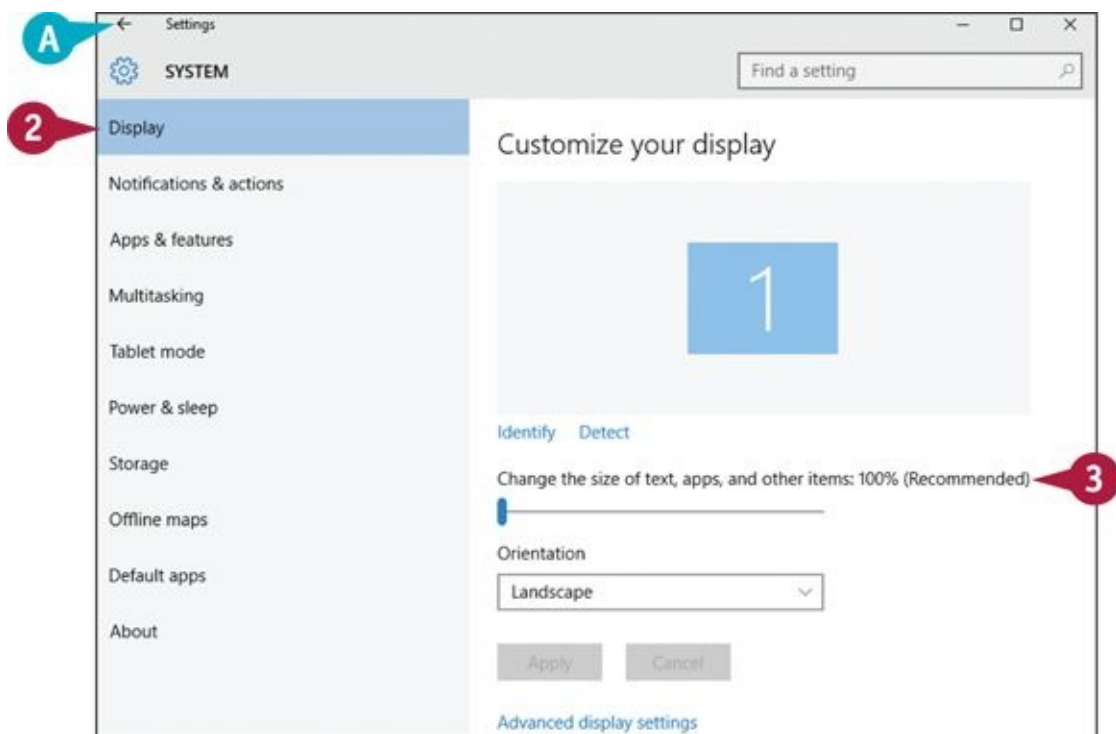 A
Settings
SYSTEM
Find a setting
2
Display
Notifications & actions
Apps & features
Multitasking
Tablet mode
Power & sleep
Storage
Offline maps
Default apps
About
Customize your display
1
Identify Detect
Change the size of text, apps, and other items: 100% (Recommended)
3
Orientation
Landscape
Apply Cancel
Advanced display settings